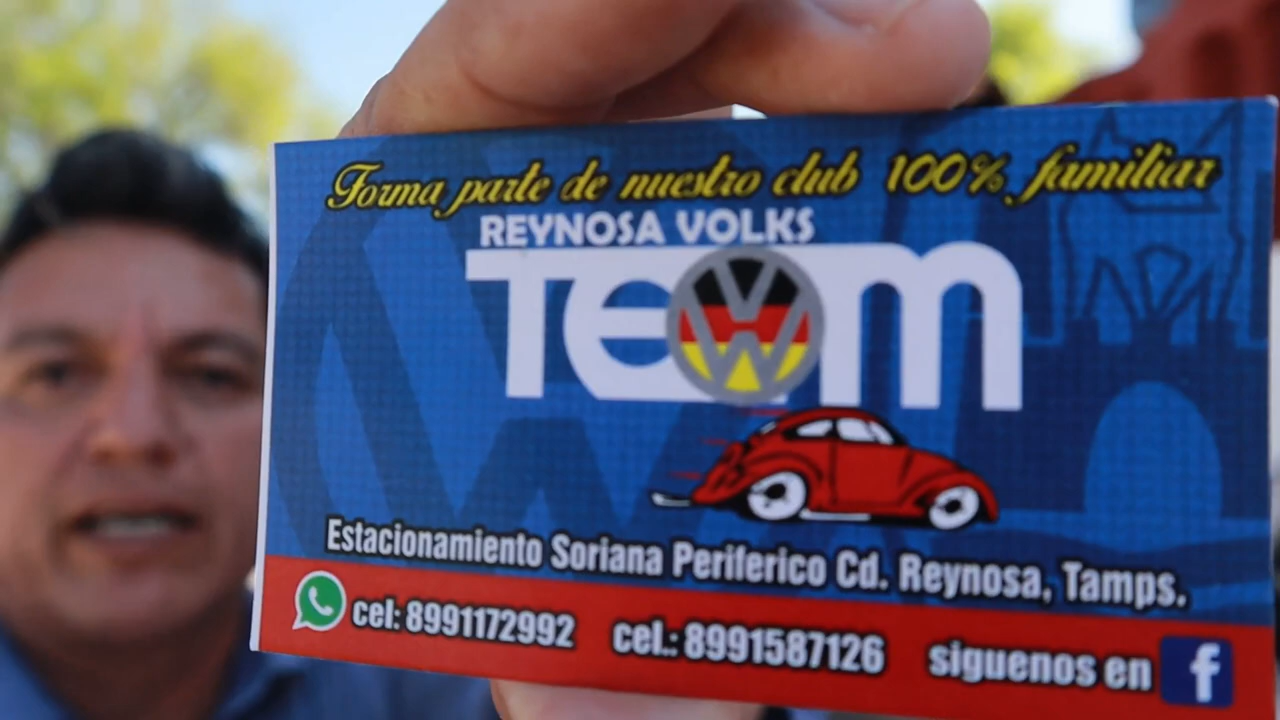 Forma parte de nuestro club 100% familiar
REYNOSA VOLKS
TEAM
Estacionamiento Soriana Periferico Cd. Reynosa, Tamps.
cel: 8991172992 cel.: 8991587126 siguenos en f